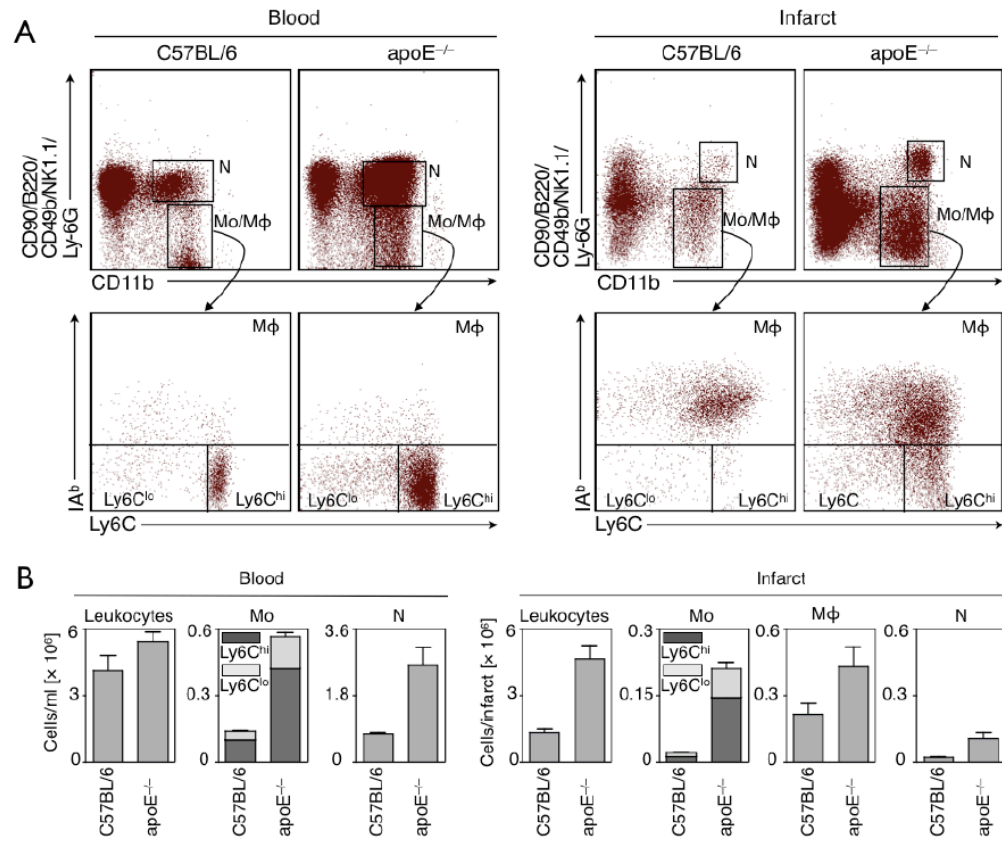 A
Blood
Infarct
C57BL/6
apoE⁻/⁻
C57BL/6
apoE⁻/⁻
CD90/B220/
CD49b/NK1.1/
Ly-6G
N
Mo/Mϕ
N
Mo/Mϕ
CD11b
CD90/B220/
CD49b/NK1.1/
Ly-6G
N
Mo/Mϕ
N
Mo/Mϕ
CD11b
IAᵇ
Mϕ
Ly6Cˡᵒ
Ly6Cʰⁱ
Mϕ
Ly6Cˡᵒ
Ly6Cʰⁱ
Ly6C
IAᵇ
Mϕ
Ly6Cˡᵒ
Ly6Cʰⁱ
Mϕ
Ly6C
Ly6Cʰⁱ
Ly6C
B
Blood
Infarct
Leukocytes
Cells/ml [× 10⁶]
6
3
0
C57BL/6
apoE⁻/⁻
Mo
0.6
0.3
0
Ly6Cʰⁱ
Ly6Cˡᵒ
C57BL/6
apoE⁻/⁻
N
3.6
1.8
0
C57BL/6
apoE⁻/⁻
Leukocytes
Cells/infarct [× 10⁶]
6
3
0
C57BL/6
apoE⁻/⁻
Mo
0.3
0.15
0
Ly6Cʰⁱ
Ly6Cˡᵒ
C57BL/6
apoE⁻/⁻
Mϕ
0.6
0.3
0
C57BL/6
apoE⁻/⁻
N
0.6
0.3
0
C57BL/6
apoE⁻/⁻